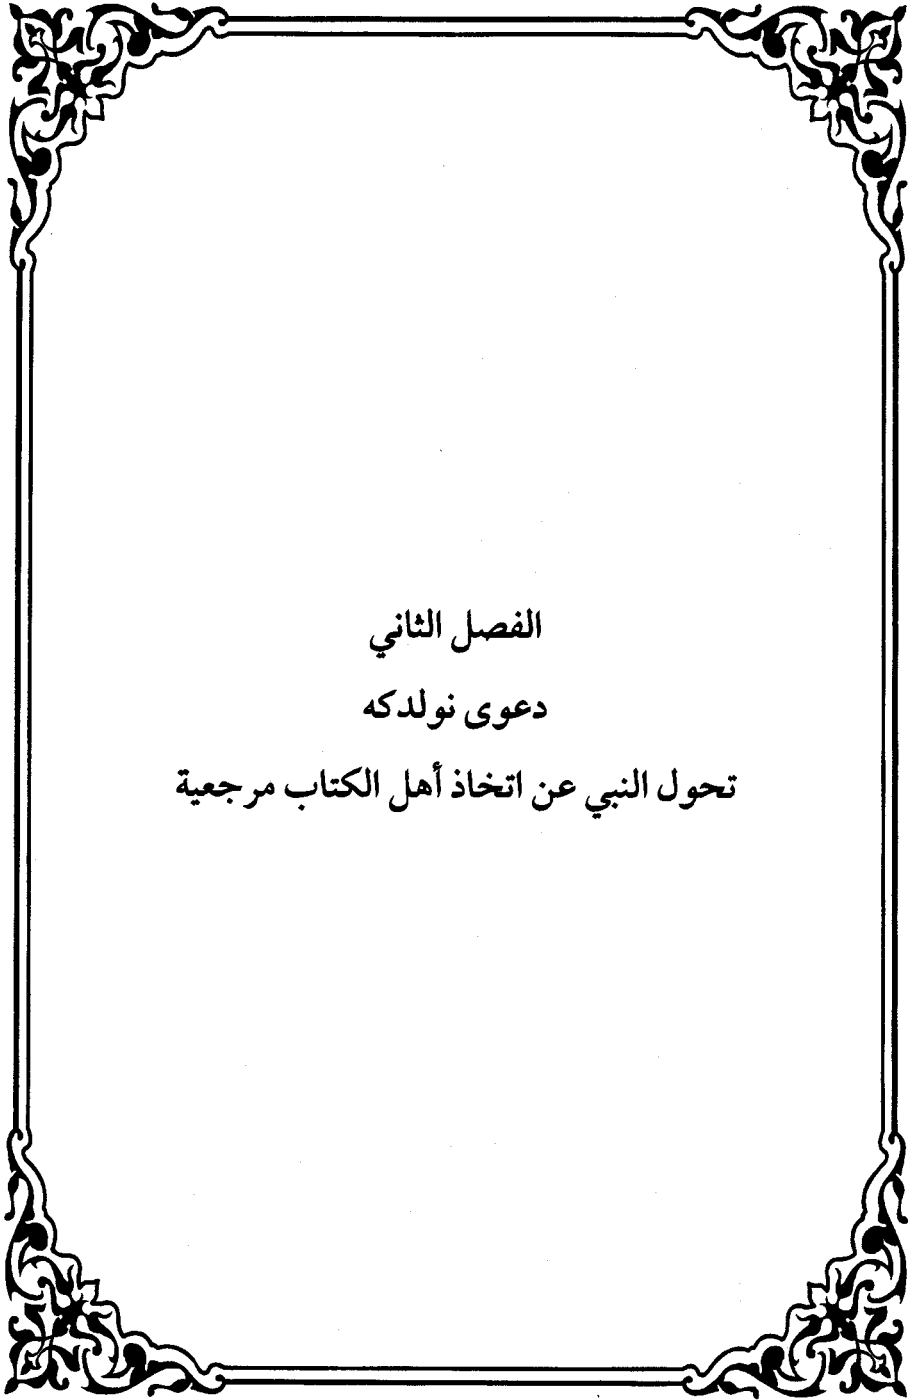 الفصل الثاني
دعوى نولدكه
تحول النبي عن اتخاذ أهل الكتاب مرجعية